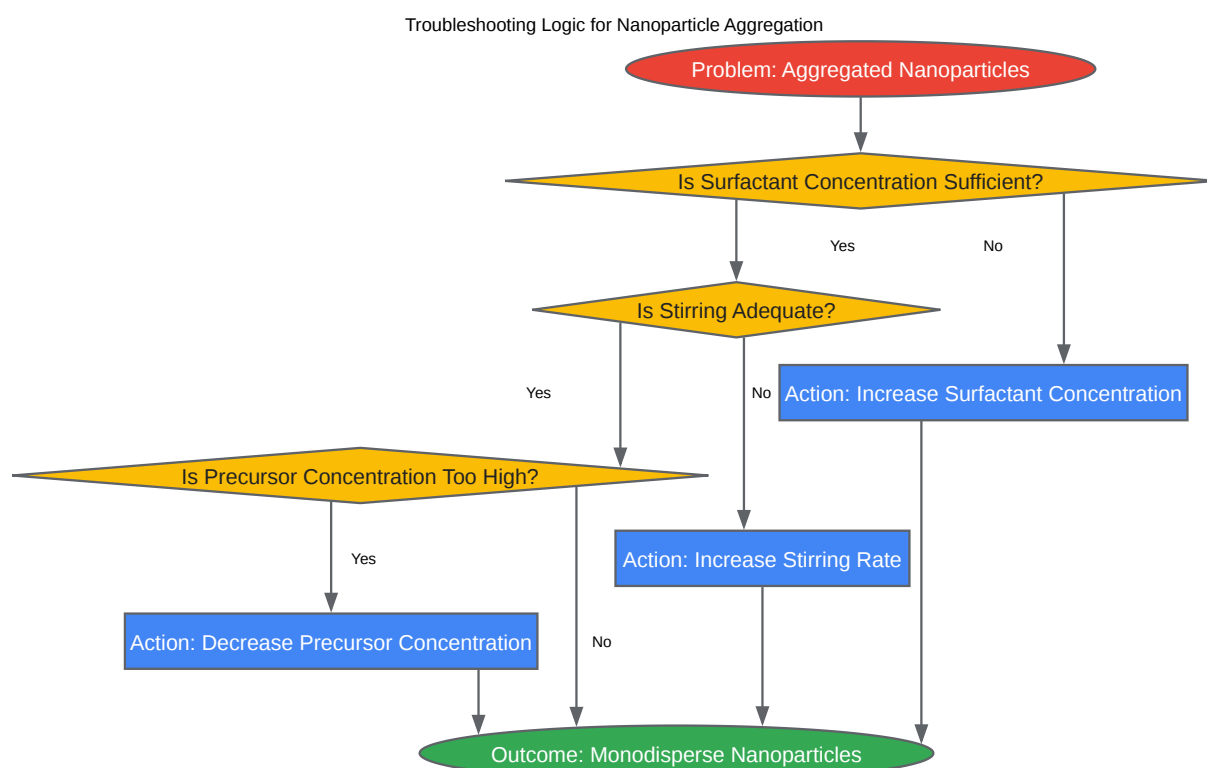 Troubleshooting Logic for Nanoparticle Aggregation
Problem: Aggregated Nanoparticles
Is Surfactant Concentration Sufficient?
Yes
No
Is Stirring Adequate?
Yes
No
Action: Increase Surfactant Concentration
Is Precursor Concentration Too High?
Yes
Action: Increase Stirring Rate
Action: Decrease Precursor Concentration
No
Outcome: Monodisperse Nanoparticles